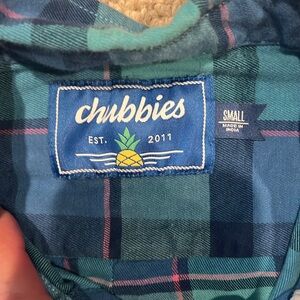 chubbies
EST. 2011
SMALL
MADE IN
INDIA